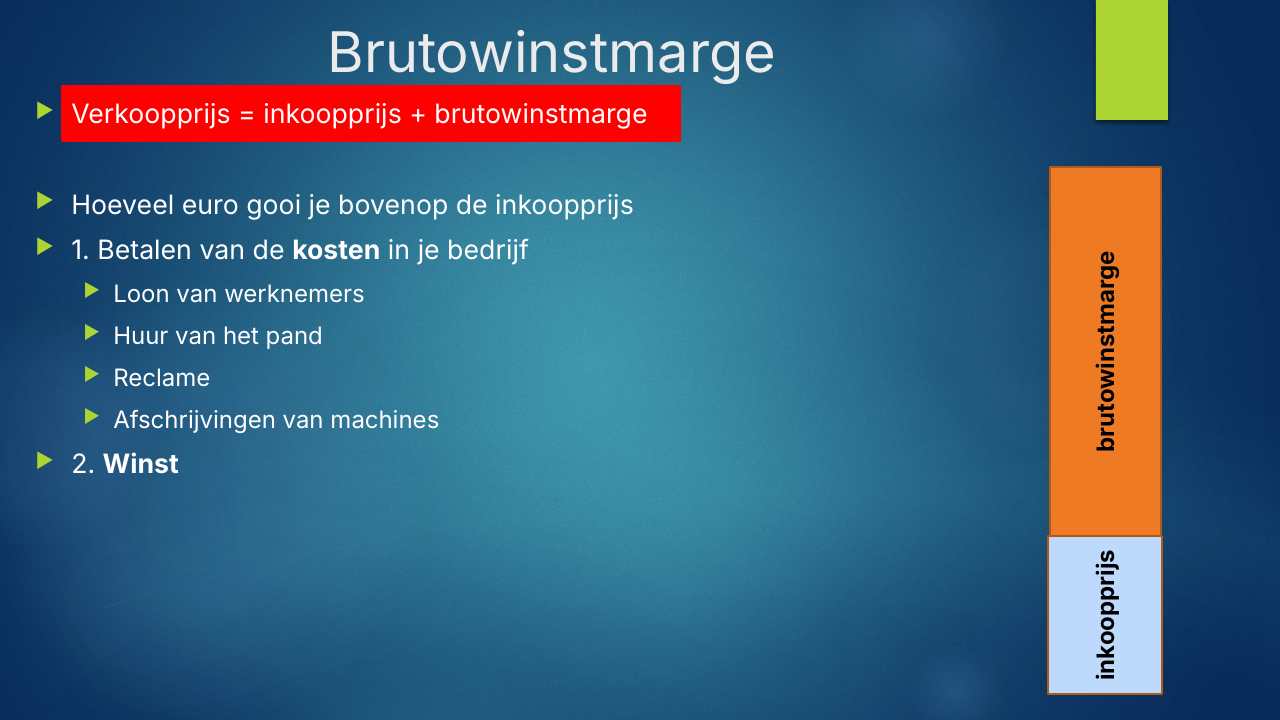 Brutowinstmarge
Verkoopprijs = inkoopprijs + brutowinstmarge
Hoeveel euro gooi je bovenop de inkoopprijs
1. Betalen van de kosten in je bedrijf
Loon van werknemers
Huur van het pand
Reclame
Afschrijvingen van machines
2. Winst
brutowinstmarge
inkoopprijs